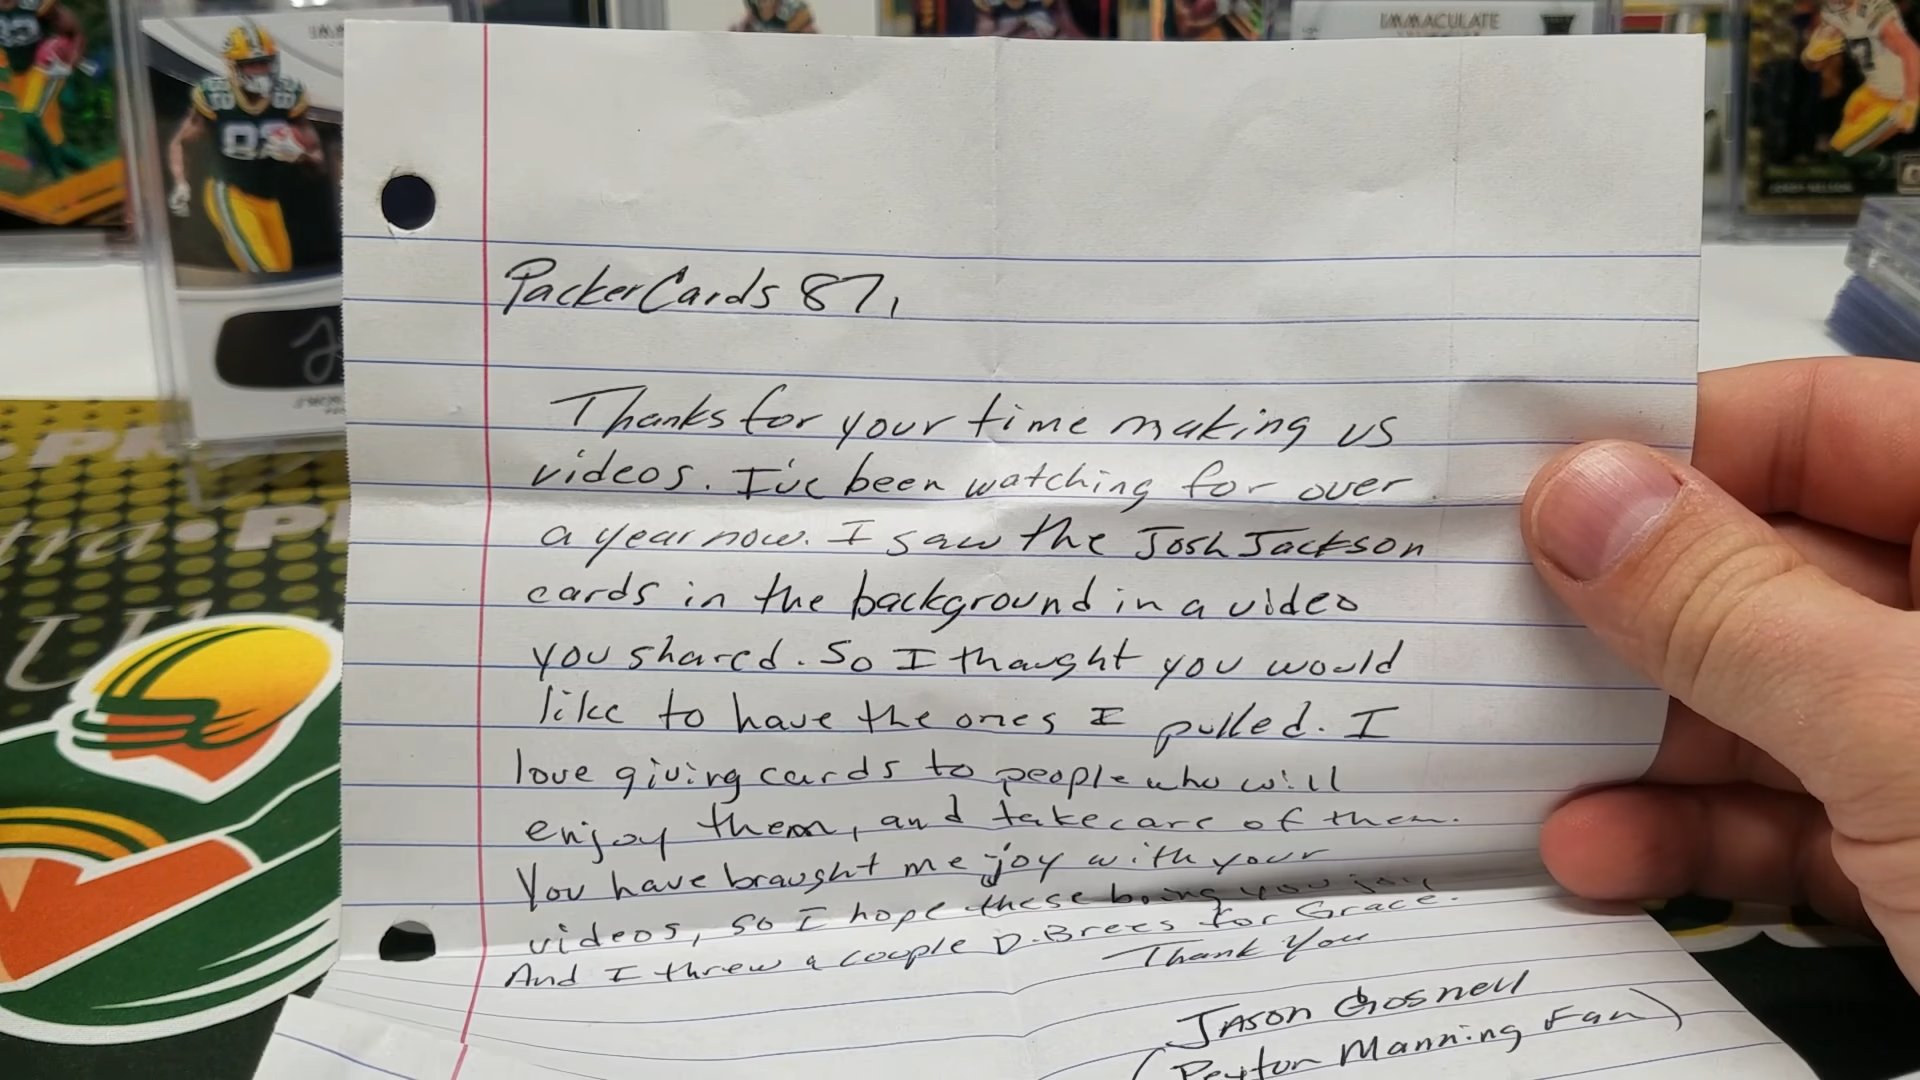 IMMACULATE
PackerCards 87,
Thanks for your time making us
videos. I've been watching for over
a year now. I saw the Josh Jackson
cards in the background in a video
you shared. So I thaught you would
like to have the ones I pulled. I
love giving cards to people who will
enjoy them, and take care of them.
You have braught me joy with your
videos, so I hope these bring you joy
And I threw a couple D. Brees for Grace.
Thank You
Jason Gosnell
(Peyton Manning Fan)